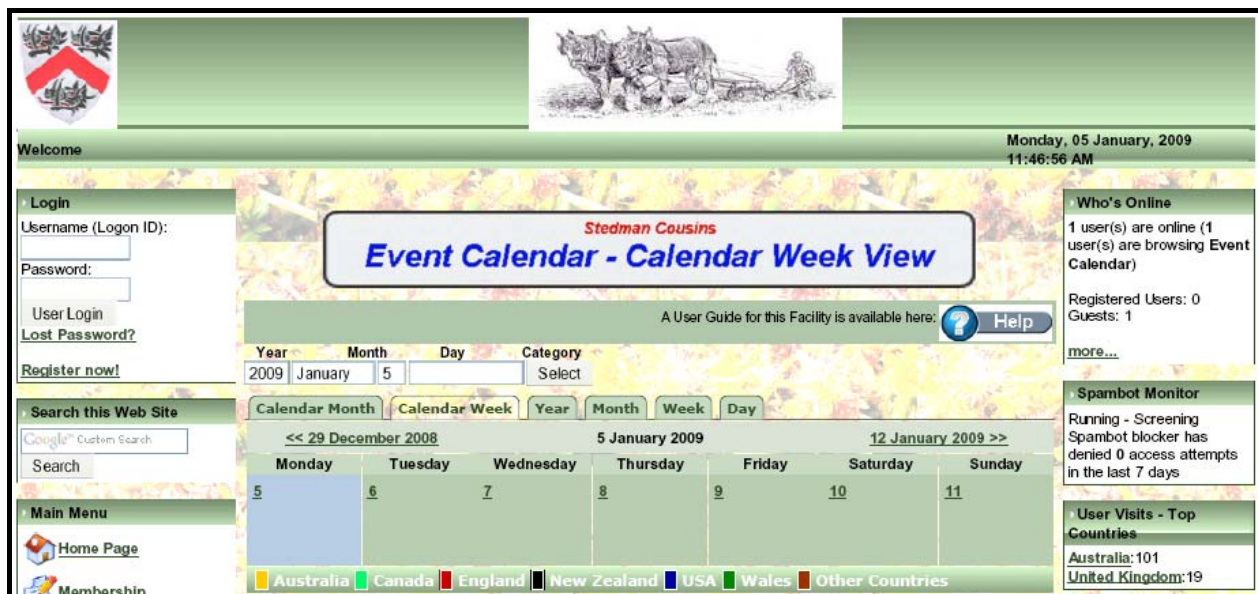 Welcome
Monday, 05 January, 2009
11:46:56 AM
Login
Username (Logon ID):
Password:
User Login
Lost Password?
Register now!
Search this Web Site
Google™ Custom Search
Search
Main Menu
Home Page
Membership
Stedman Cousins
Event Calendar - Calendar Week View
A User Guide for this Facility is available here:
Help
Year Month Day Category
2009 January 5 Select
Calendar Month Calendar Week Year Month Week Day
<< 29 December 2008 5 January 2009 12 January 2009 >>
Monday Tuesday Wednesday Thursday Friday Saturday Sunday
5 6 7 8 9 10 11
Australia Canada England New Zealand USA Wales Other Countries
Who's Online
1 user(s) are online (1
user(s) are browsing Event
Calendar)
Registered Users: 0
Guests: 1
more...
Spambot Monitor
Running - Screening
Spambot blocker has
denied 0 access attempts
in the last 7 days
User Visits - Top
Countries
Australia:101
United Kingdom:19